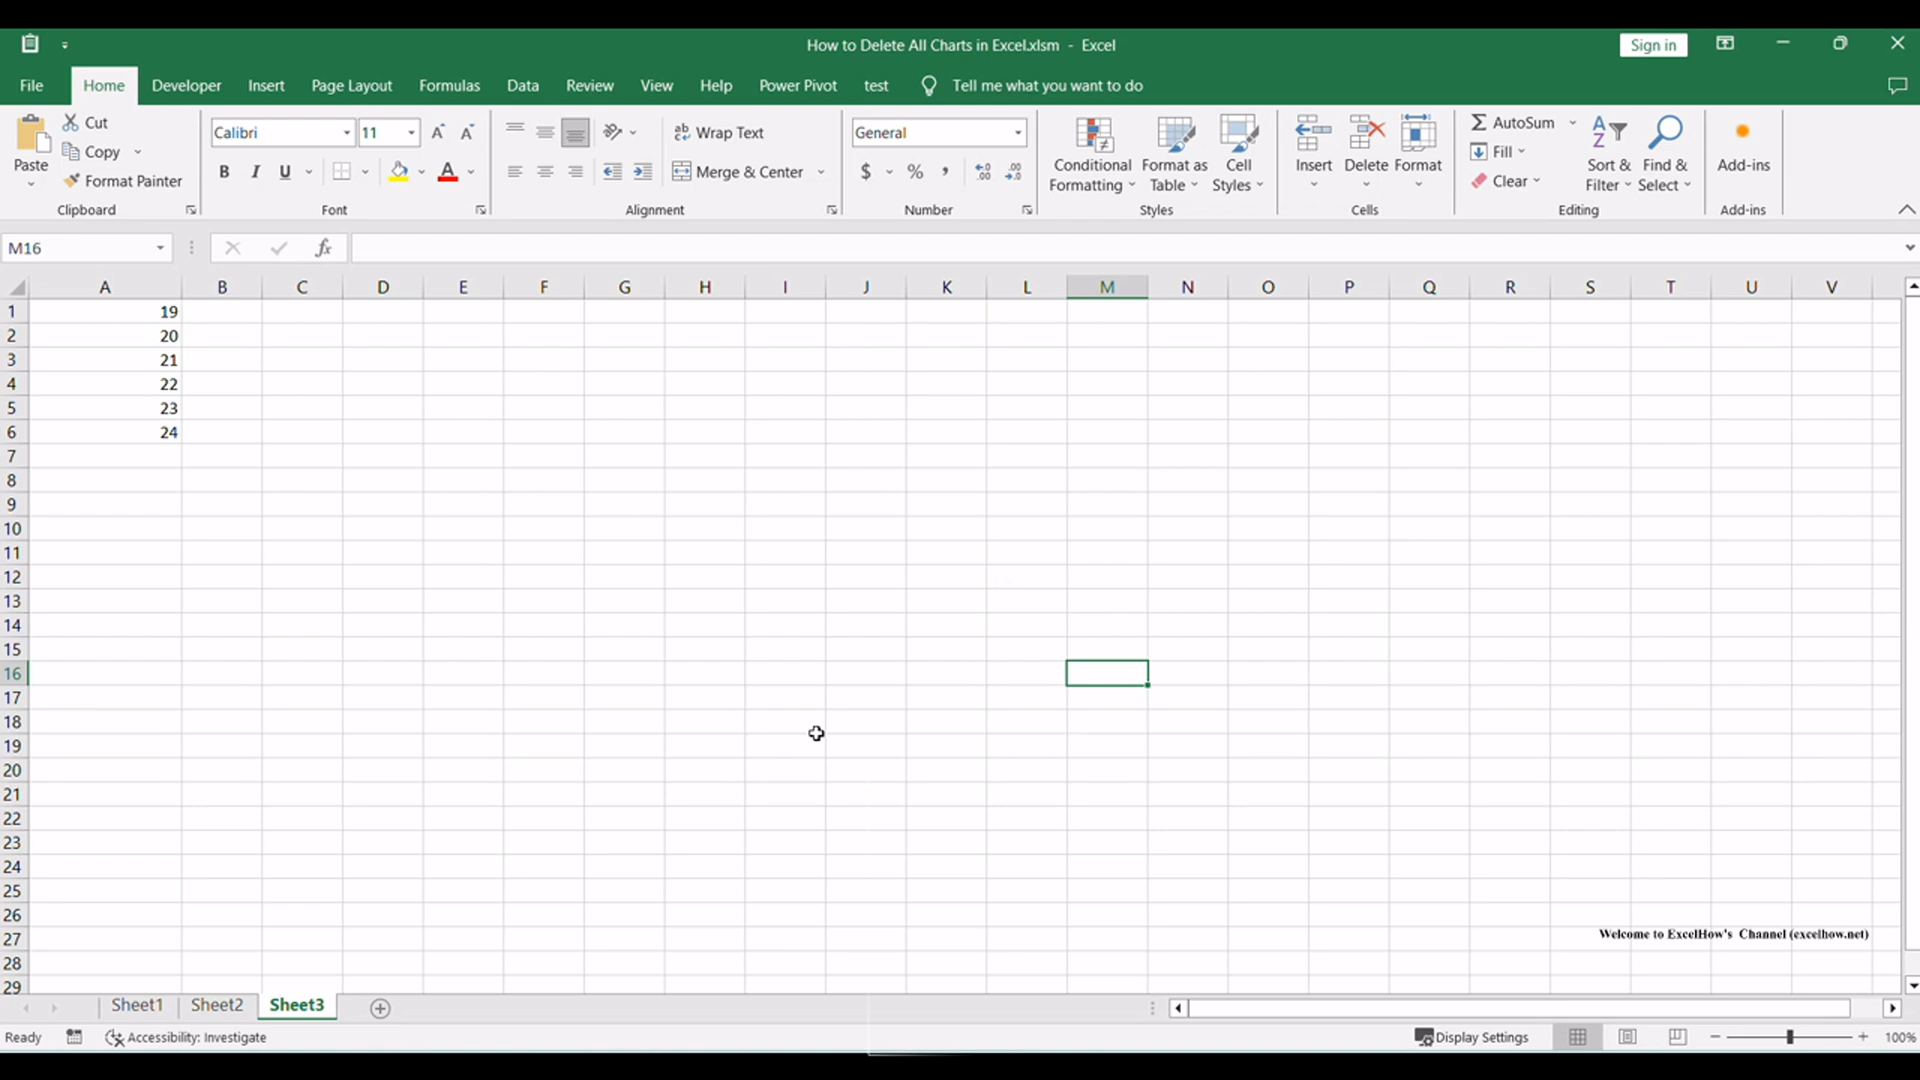 How to Delete All Charts in Excel.xlsm - Excel
Sign in
File Home Developer Insert Page Layout Formulas Data Review View Help Power Pivot test Tell me what you want to do
Paste
Cut
Copy
Format Painter
Clipboard
Calibri 11
B I U A
Font
Wrap Text
Merge & Center
Alignment
General
$ % ,
Number
Conditional
Formatting
Format as
Table
Cell
Styles
Styles
Insert Delete Format
Cells
AutoSum
Fill
Clear
Sort &
Filter
Find &
Select
Editing
Add-ins
Add-ins
M16 fx
A B C D E F G H I J K L M N O P Q R S T U V
1 19
2 20
3 21
4 22
5 23
6 24
7
8
9
10
11
12
13
14
15
16
17
18
19
20
21
22
23
24
25
26
27
28
29
Welcome to ExcelHow's Channel (excelhow.net)
Sheet1 Sheet2 Sheet3
Ready Accessibility: Investigate Display Settings 100%